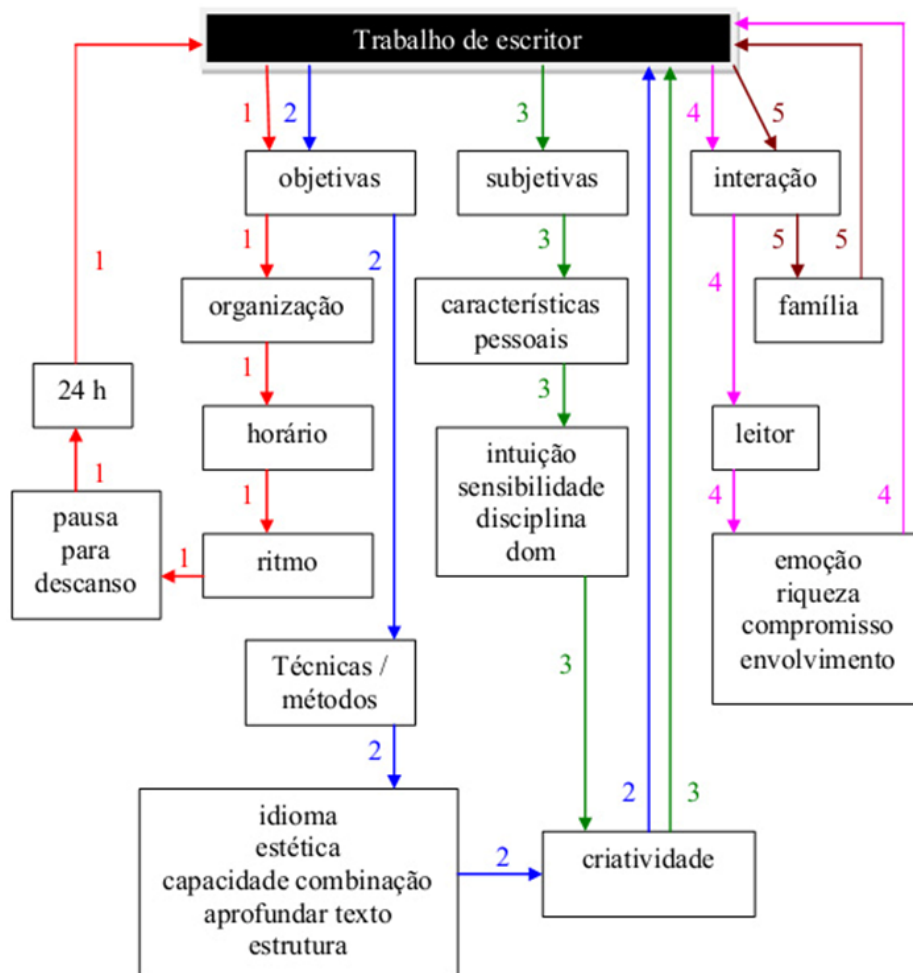 Trabalho de escritor
1
2
3
4
5
objetivas
subjetivas
interação
1
1
2
3
4
5
5
organização
características
pessoais
família
24 h
1
3
horário
intuição
sensibilidade
disciplina
dom
leitor
1
1
4
4
pausa
para
descanso
1
ritmo
emoção
riqueza
compromisso
envolvimento
Técnicas /
métodos
3
2
2
3
idioma
estética
capacidade combinação
aprofundar texto
estrutura
2
criatividade